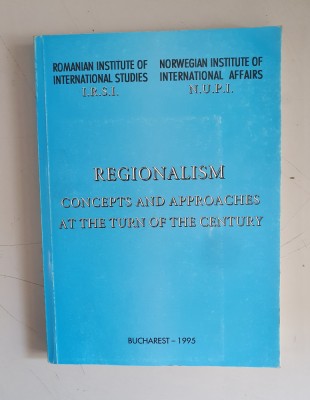 ROMANIAN INSTITUTE OF
INTERNATIONAL STUDIES
I.R.S.I.
NORWEGIAN INSTITUTE OF
INTERNATIONAL AFFAIRS
N.U.P.I.
REGIONALISM
CONCEPTS AND APPROACHES
AT THE TURN OF THE CENTURY
BUCHAREST - 1995